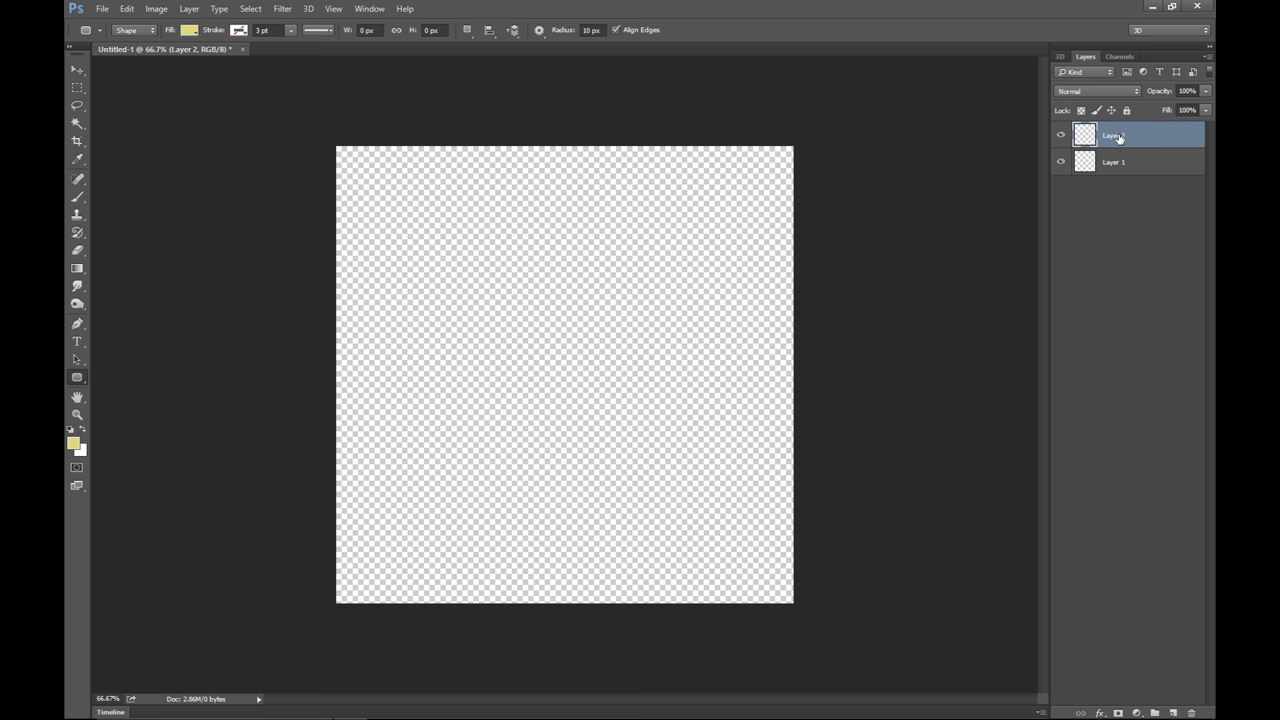 Ps File Edit Image Layer Type Select Filter 3D View Window Help
Shape Fill: Stroke: 3 pt W: 0 px H: 0 px Radius: 10 px Align Edges 3D
Untitled-1 @ 66.7% (Layer 2, RGB/8) * ×
3D Layers Channels
Kind
Normal Opacity: 100%
Lock: Fill: 100%
Layer 2
Layer 1
66.67% Doc: 2.86M/0 bytes
Timeline